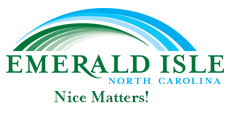 EMERALD ISLE
NORTH CAROLINA
Nice Matters!